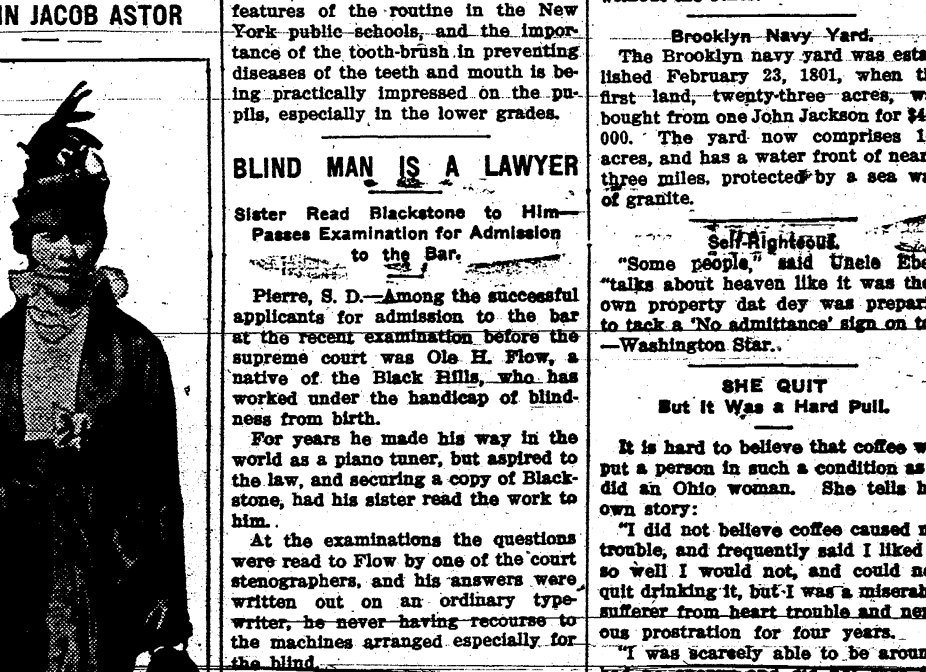 IN JACOB ASTOR
features of the routine in the New
York public schools, and the impor-
tance of the tooth-brush in preventing
diseases of the teeth and mouth is be-
ing practically impressed on the pu-
pils, especially in the lower grades.
BLIND MAN IS A LAWYER
Sister Read Blackstone to Him—
Passes Examination for Admission
to the Bar.
Pierre, S. D.—Among the successful
applicants for admission to the bar
at the recent examination before the
supreme court was Ole H. Flow, a
native of the Black Hills, who has
worked under the handicap of blind-
ness from birth.
For years he made his way in the
world as a piano tuner, but aspired to
the law, and securing a copy of Black-
stone, had his sister read the work to
him.
At the examinations the questions
were read to Flow by one of the court
stenographers, and his answers were
written out on an ordinary type-
writer, he never having recourse to
the machines arranged especially for
the blind.
Brooklyn Navy Yard.
The Brooklyn navy yard was esta
lished February 23, 1801, when t
first land, twenty-three acres, w
bought from one John Jackson for $4
000. The yard now comprises 1
acres, and has a water front of near
three miles, protected by a sea wa
of granite.
Self-Righteous.
"Some people," said Uncle Ebe
"talks about heaven like it was the
own property dat dey was prepar
to tack a 'No admittance' sign on t
—Washington Star.
SHE QUIT
But It Was a Hard Pull.
It is hard to believe that coffee w
put a person in such a condition as
did an Ohio woman. She tells h
own story:
"I did not believe coffee caused m
trouble, and frequently said I liked
so well I would not, and could no
quit drinking it, but I was a miserab
sufferer from heart trouble and ner
ous prostration for four years.
"I was scarcely able to be aroun